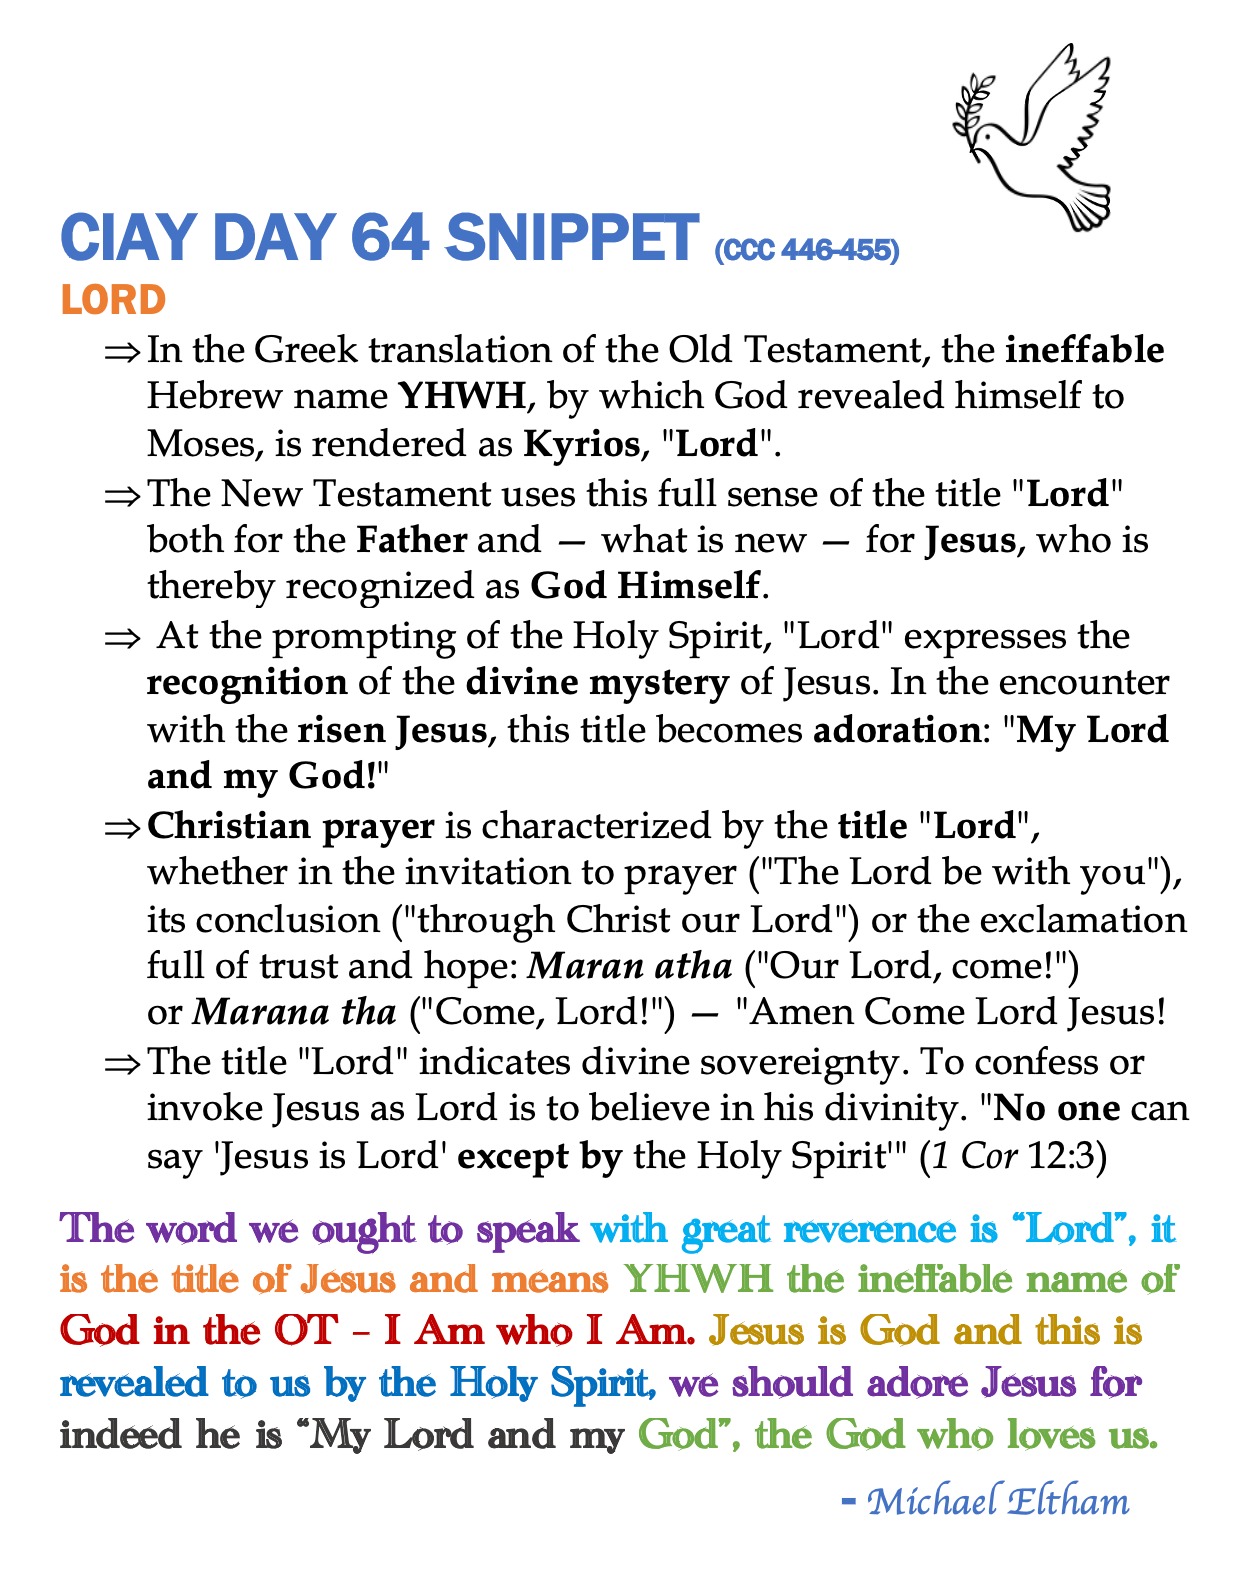 CIAY DAY 64 SNIPPET (CCC 446-455)
LORD
⇒In the Greek translation of the Old Testament, the ineffable
Hebrew name YHWH, by which God revealed himself to
Moses, is rendered as Kyrios, "Lord".
⇒The New Testament uses this full sense of the title "Lord"
both for the Father and — what is new — for Jesus, who is
thereby recognized as God Himself.
⇒ At the prompting of the Holy Spirit, "Lord" expresses the
recognition of the divine mystery of Jesus. In the encounter
with the risen Jesus, this title becomes adoration: "My Lord
and my God!"
⇒Christian prayer is characterized by the title "Lord",
whether in the invitation to prayer ("The Lord be with you"),
its conclusion ("through Christ our Lord") or the exclamation
full of trust and hope: Maran atha ("Our Lord, come!")
or Marana tha ("Come, Lord!") — "Amen Come Lord Jesus!
⇒The title "Lord" indicates divine sovereignty. To confess or
invoke Jesus as Lord is to believe in his divinity. "No one can
say 'Jesus is Lord' except by the Holy Spirit'" (1 Cor 12:3)
The word we ought to speak with great reverence is “Lord”, it
is the title of Jesus and means YHWH the ineffable name of
God in the OT – I Am who I Am. Jesus is God and this is
revealed to us by the Holy Spirit, we should adore Jesus for
indeed he is “My Lord and my God”, the God who loves us.
- Michael Eltham